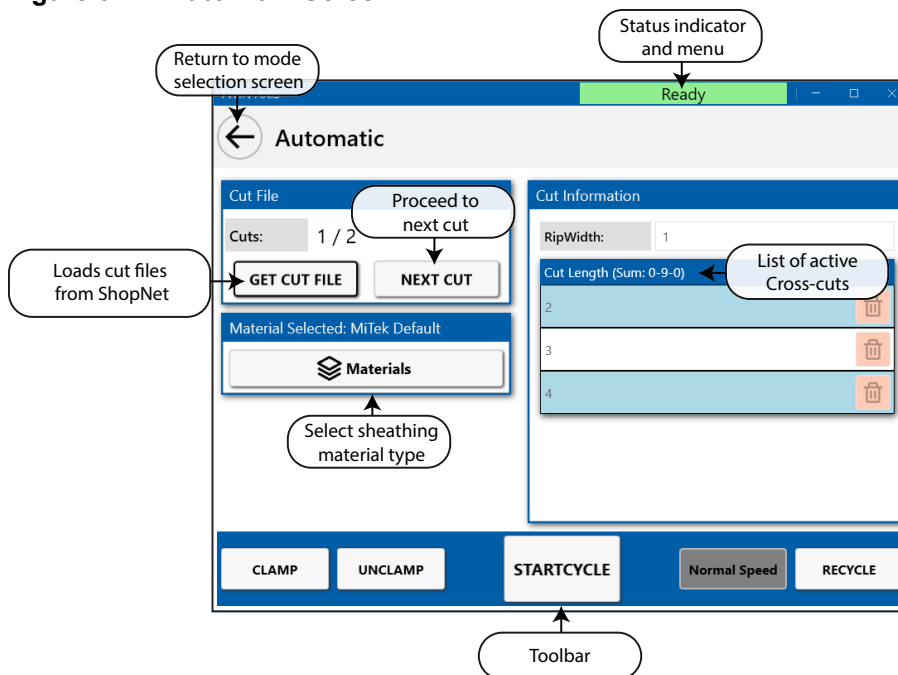 Status indicator
and menu
Return to mode
selection screen
Ready
Automatic
Cut File
Proceed to
next cut
Cut Information
Cuts:
1 / 2
RipWidth:
1
Loads cut files
from ShopNet
GET CUT FILE
NEXT CUT
Cut Length (Sum: 0-9-0)
List of active
Cross-cuts
2
3
4
Material Selected: MiTek Default
Materials
Select sheathing
material type
CLAMP
UNCLAMP
STARTCYCLE
Normal Speed
RECYCLE
Toolbar